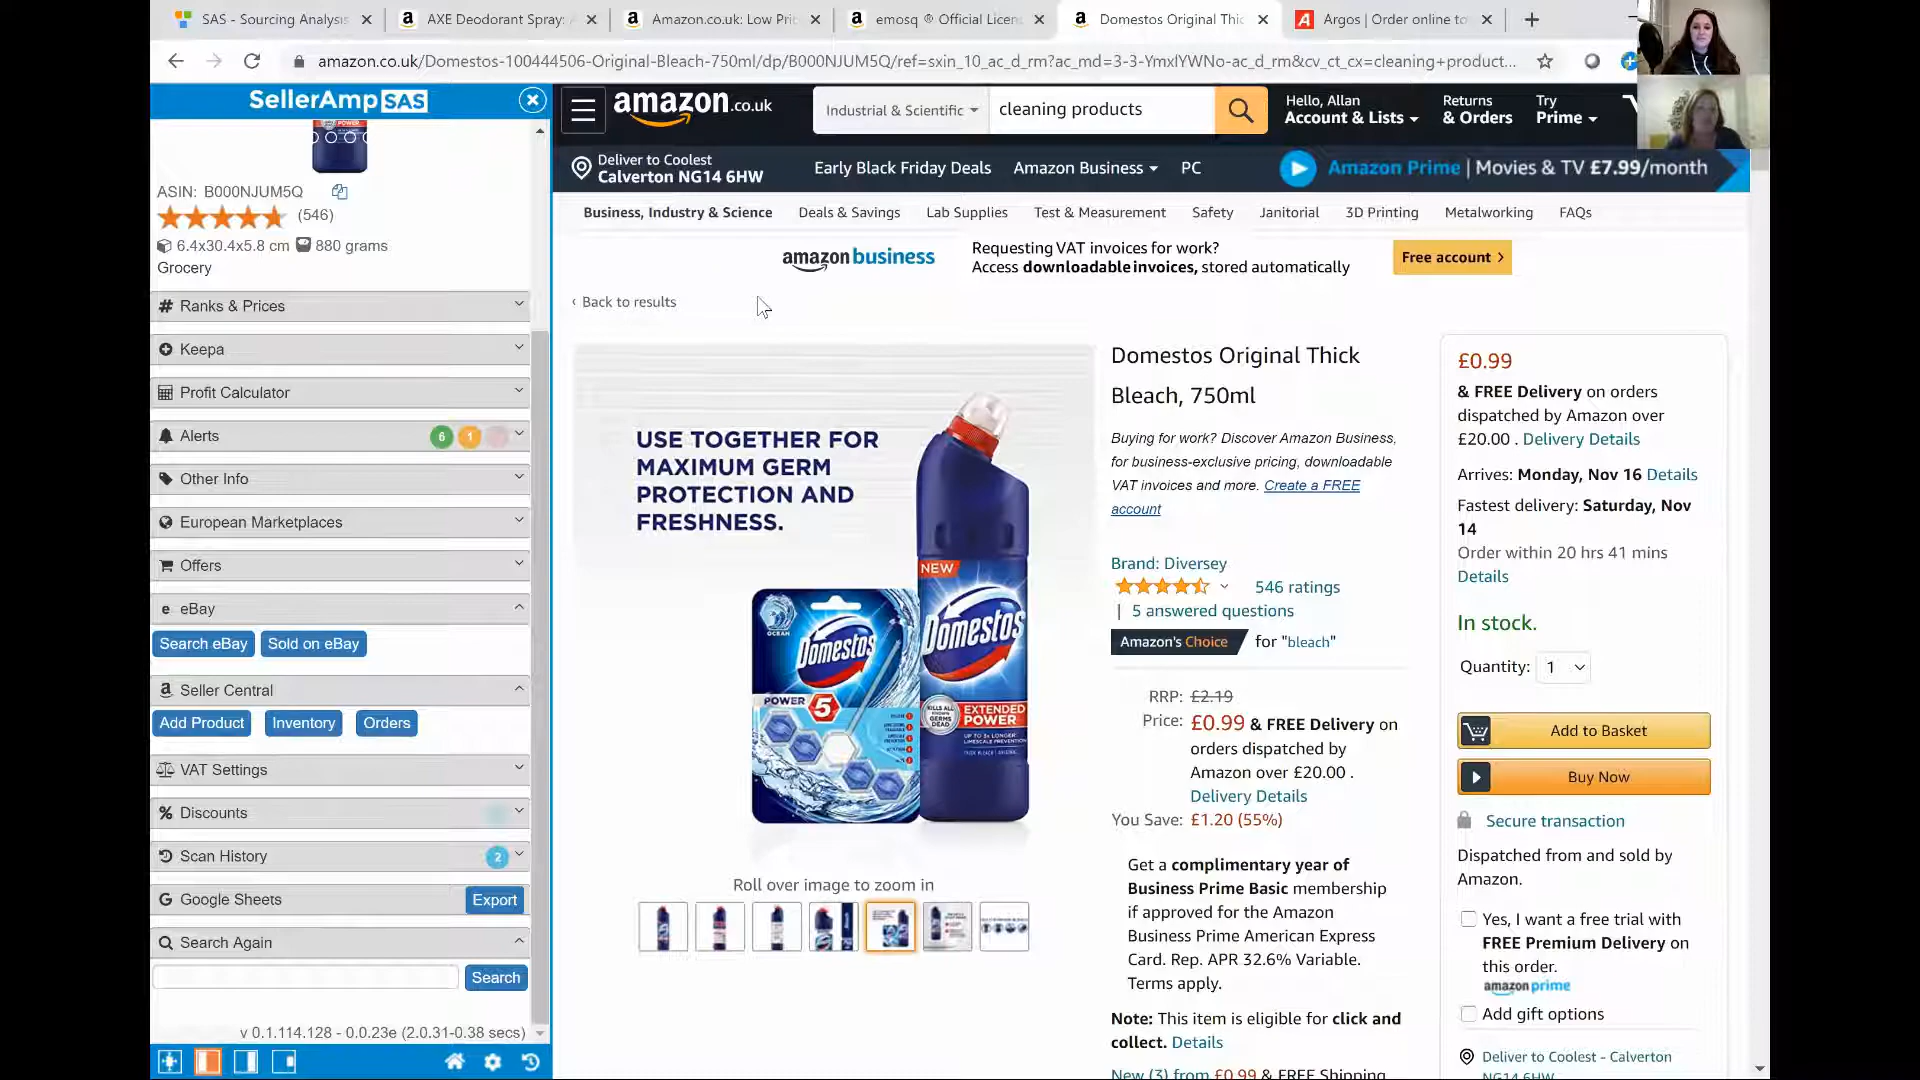 SAS - Sourcing Analysis
AXE Deodorant Spray:
Amazon.co.uk: Low Pri
emosq ® Official Licen
Domestos Original Thic
Argos | Order online to
amazon.co.uk/Domestos-100444506-Original-Bleach-750ml/dp/B000NJUM5Q/ref=sxin_10_ac_d_rm?ac_md=3-3-YmxlYWNo-ac_d_rm&cv_ct_cx=cleaning+product...
SellerAmp SAS
ASIN: B000NJUM5Q
(546)
6.4x30.4x5.8 cm 880 grams
Grocery
# Ranks & Prices
Keepa
Profit Calculator
Alerts 6 1
Other Info
European Marketplaces
Offers
e eBay
Search eBay Sold on eBay
Seller Central
Add Product Inventory Orders
VAT Settings
% Discounts
Scan History 2
G Google Sheets Export
Search Again
Search
v 0.1.114.128 - 0.0.23e (2.0.31-0.38 secs)
amazon.co.uk
Industrial & Scientific
cleaning products
Hello, Allan
Account & Lists
Returns
& Orders
Try
Prime
Deliver to Coolest
Calverton NG14 6HW
Early Black Friday Deals Amazon Business PC
Amazon Prime | Movies & TV £7.99/month
Business, Industry & Science Deals & Savings Lab Supplies Test & Measurement Safety Janitorial 3D Printing Metalworking FAQs
amazon business
Requesting VAT invoices for work?
Access downloadable invoices, stored automatically
Free account ›
‹ Back to results
USE TOGETHER FOR
MAXIMUM GERM
PROTECTION AND
FRESHNESS.
OCEAN
Domestos
POWER 5
NEW
Domestos
KILLS ALL KNOWN GERMS DEAD
EXTENDED
POWER
Roll over image to zoom in
Domestos Original Thick
Bleach, 750ml
Buying for work? Discover Amazon Business,
for business-exclusive pricing, downloadable
VAT invoices and more. Create a FREE
account
Brand: Diversey
546 ratings
| 5 answered questions
Amazon's Choice for "bleach"
RRP: £2.19
Price: £0.99 & FREE Delivery on
orders dispatched by
Amazon over £20.00 .
Delivery Details
You Save: £1.20 (55%)
Get a complimentary year of
Business Prime Basic membership
if approved for the Amazon
Business Prime American Express
Card. Rep. APR 32.6% Variable.
Terms apply.
Note: This item is eligible for click and
collect. Details
New (3) from £0.99 & FREE Shipping
£0.99
& FREE Delivery on orders
dispatched by Amazon over
£20.00 . Delivery Details
Arrives: Monday, Nov 16 Details
Fastest delivery: Saturday, Nov
14
Order within 20 hrs 41 mins
Details
In stock.
Quantity: 1
Add to Basket
Buy Now
Secure transaction
Dispatched from and sold by
Amazon.
Yes, I want a free trial with
FREE Premium Delivery on
this order.
amazon prime
Add gift options
Deliver to Coolest - Calverton
NG14 6HW